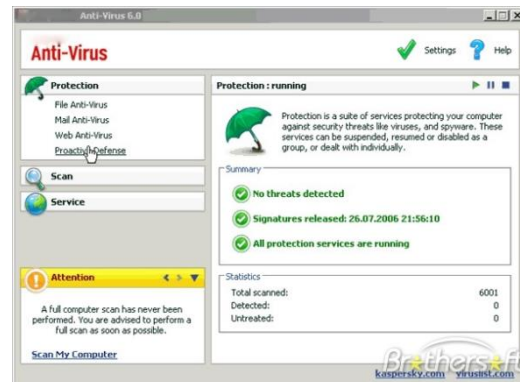 Anti-Virus 6.0
Anti-Virus
Settings
Help
Protection
File Anti-Virus
Mail Anti-Virus
Web Anti-Virus
Proactive Defense
Scan
Service
Attention
A full computer scan has never been
performed. You are advised to perform a
full scan as soon as possible.
Scan My Computer
Protection : running
Protection is a suite of services protecting your computer
against security threats like viruses, and spyware. These
services can be suspended, resumed or disabled as a
group, or dealt with individually.
Summary
No threats detected
Signatures released: 26.07.2006 21:56:10
All protection services are running
Statistics
Total scanned: 6001
Detected: 0
Untreated: 0
Brothersoft
kaspersky.com viruslist.com